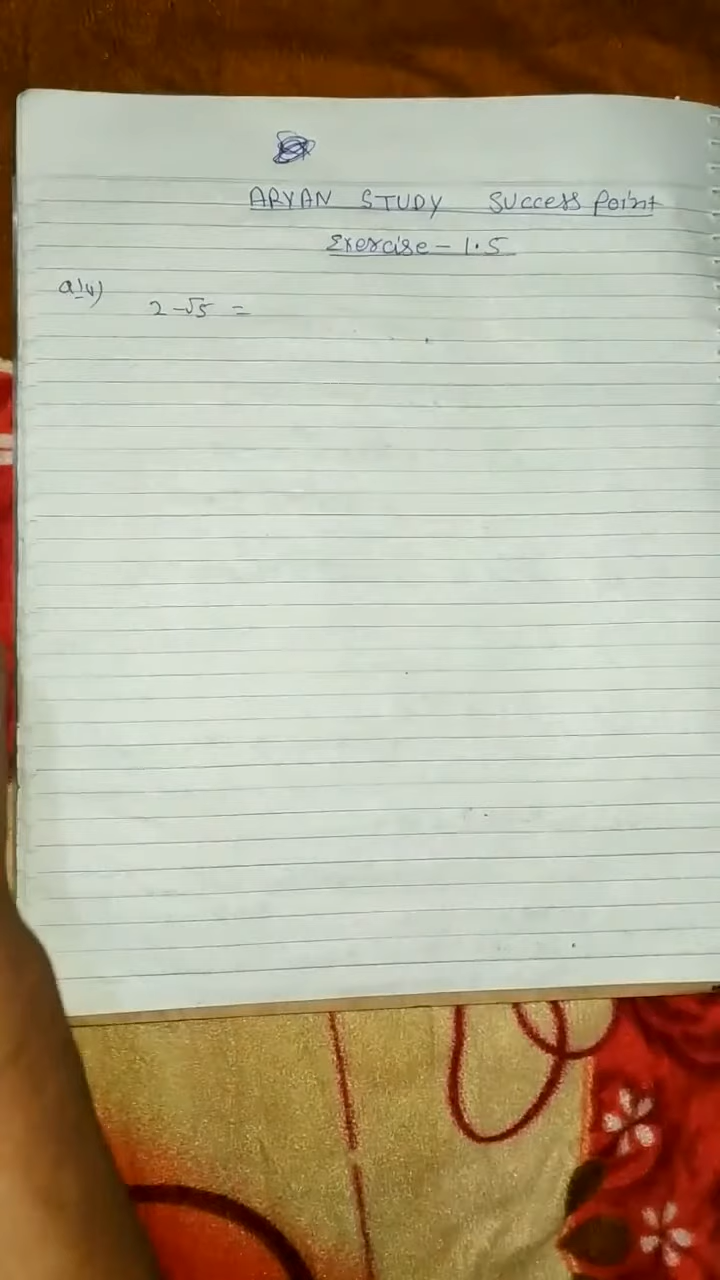 ARYAN STUDY Success Point
Exercise - 1.5
Q1.(i)
2-√5 =